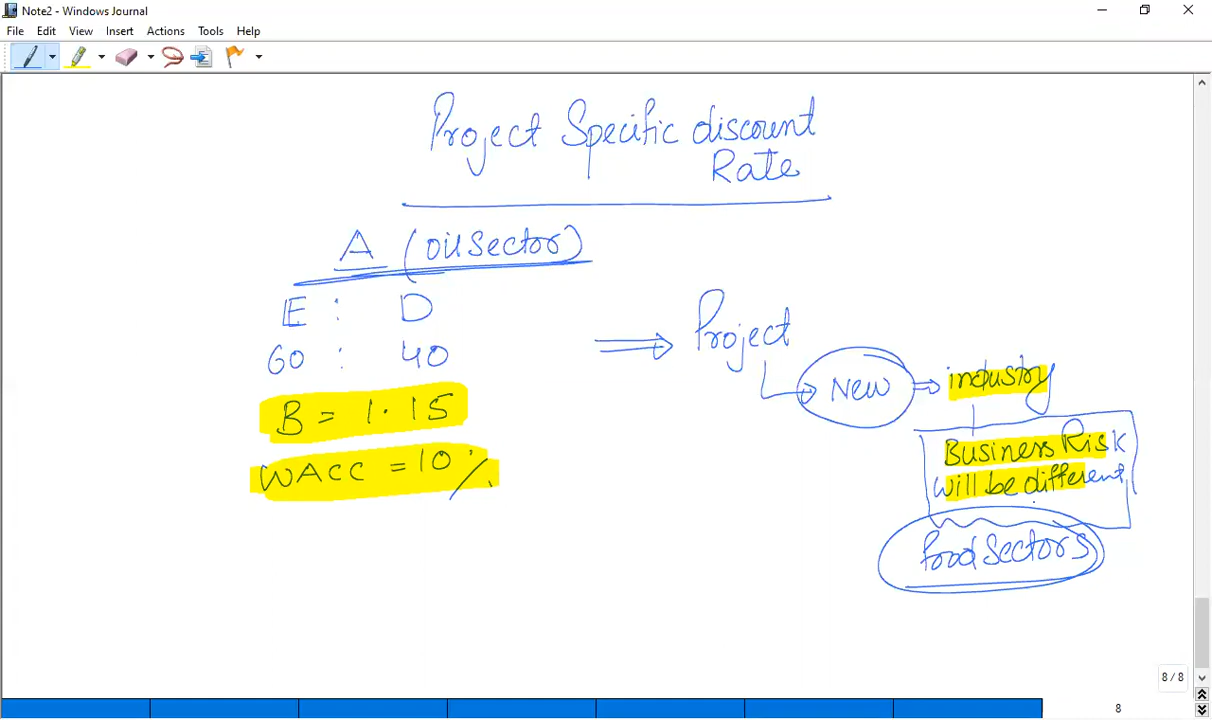 Note2 - Windows Journal
File Edit View Insert Actions Tools Help
Project Specific discount
Rate
A (oil Sector)
E : D
60 : 40
B = 1.15
WACC = 10%
⇒ Project
New ⇒ industry
Business Risk
will be different
food Sectors
8 / 8
8